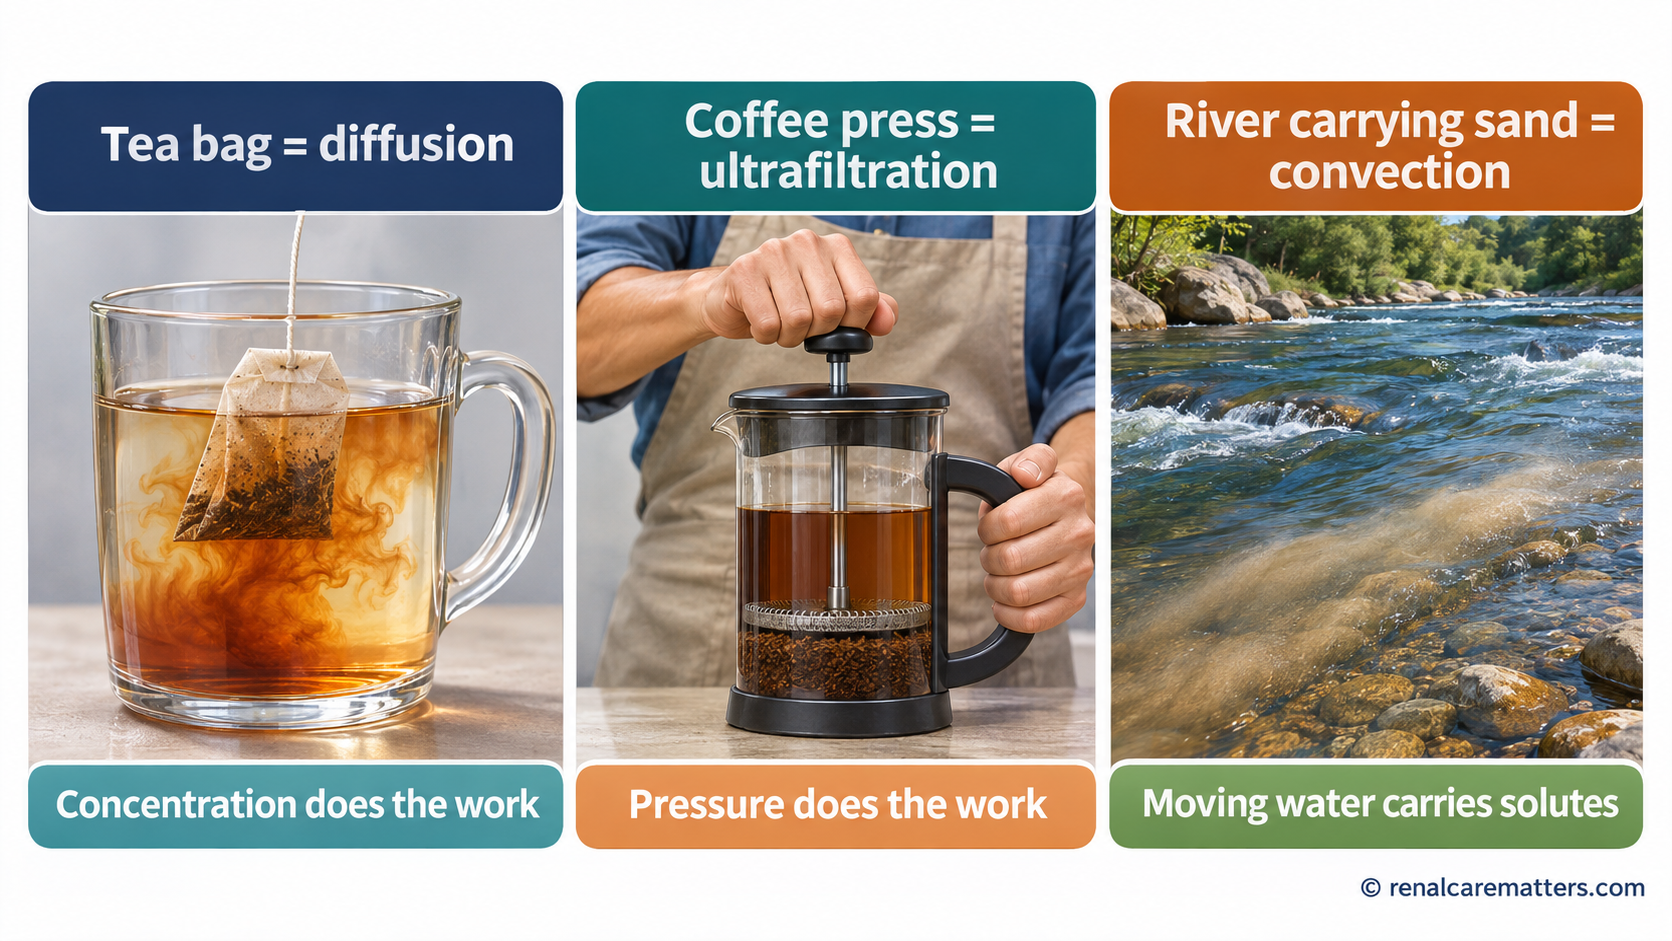 Tea bag = diffusion
Coffee press =
ultrafiltration
River carrying sand =
convection
Concentration does the work
Pressure does the work
Moving water carries solutes
© renalcarematters.com